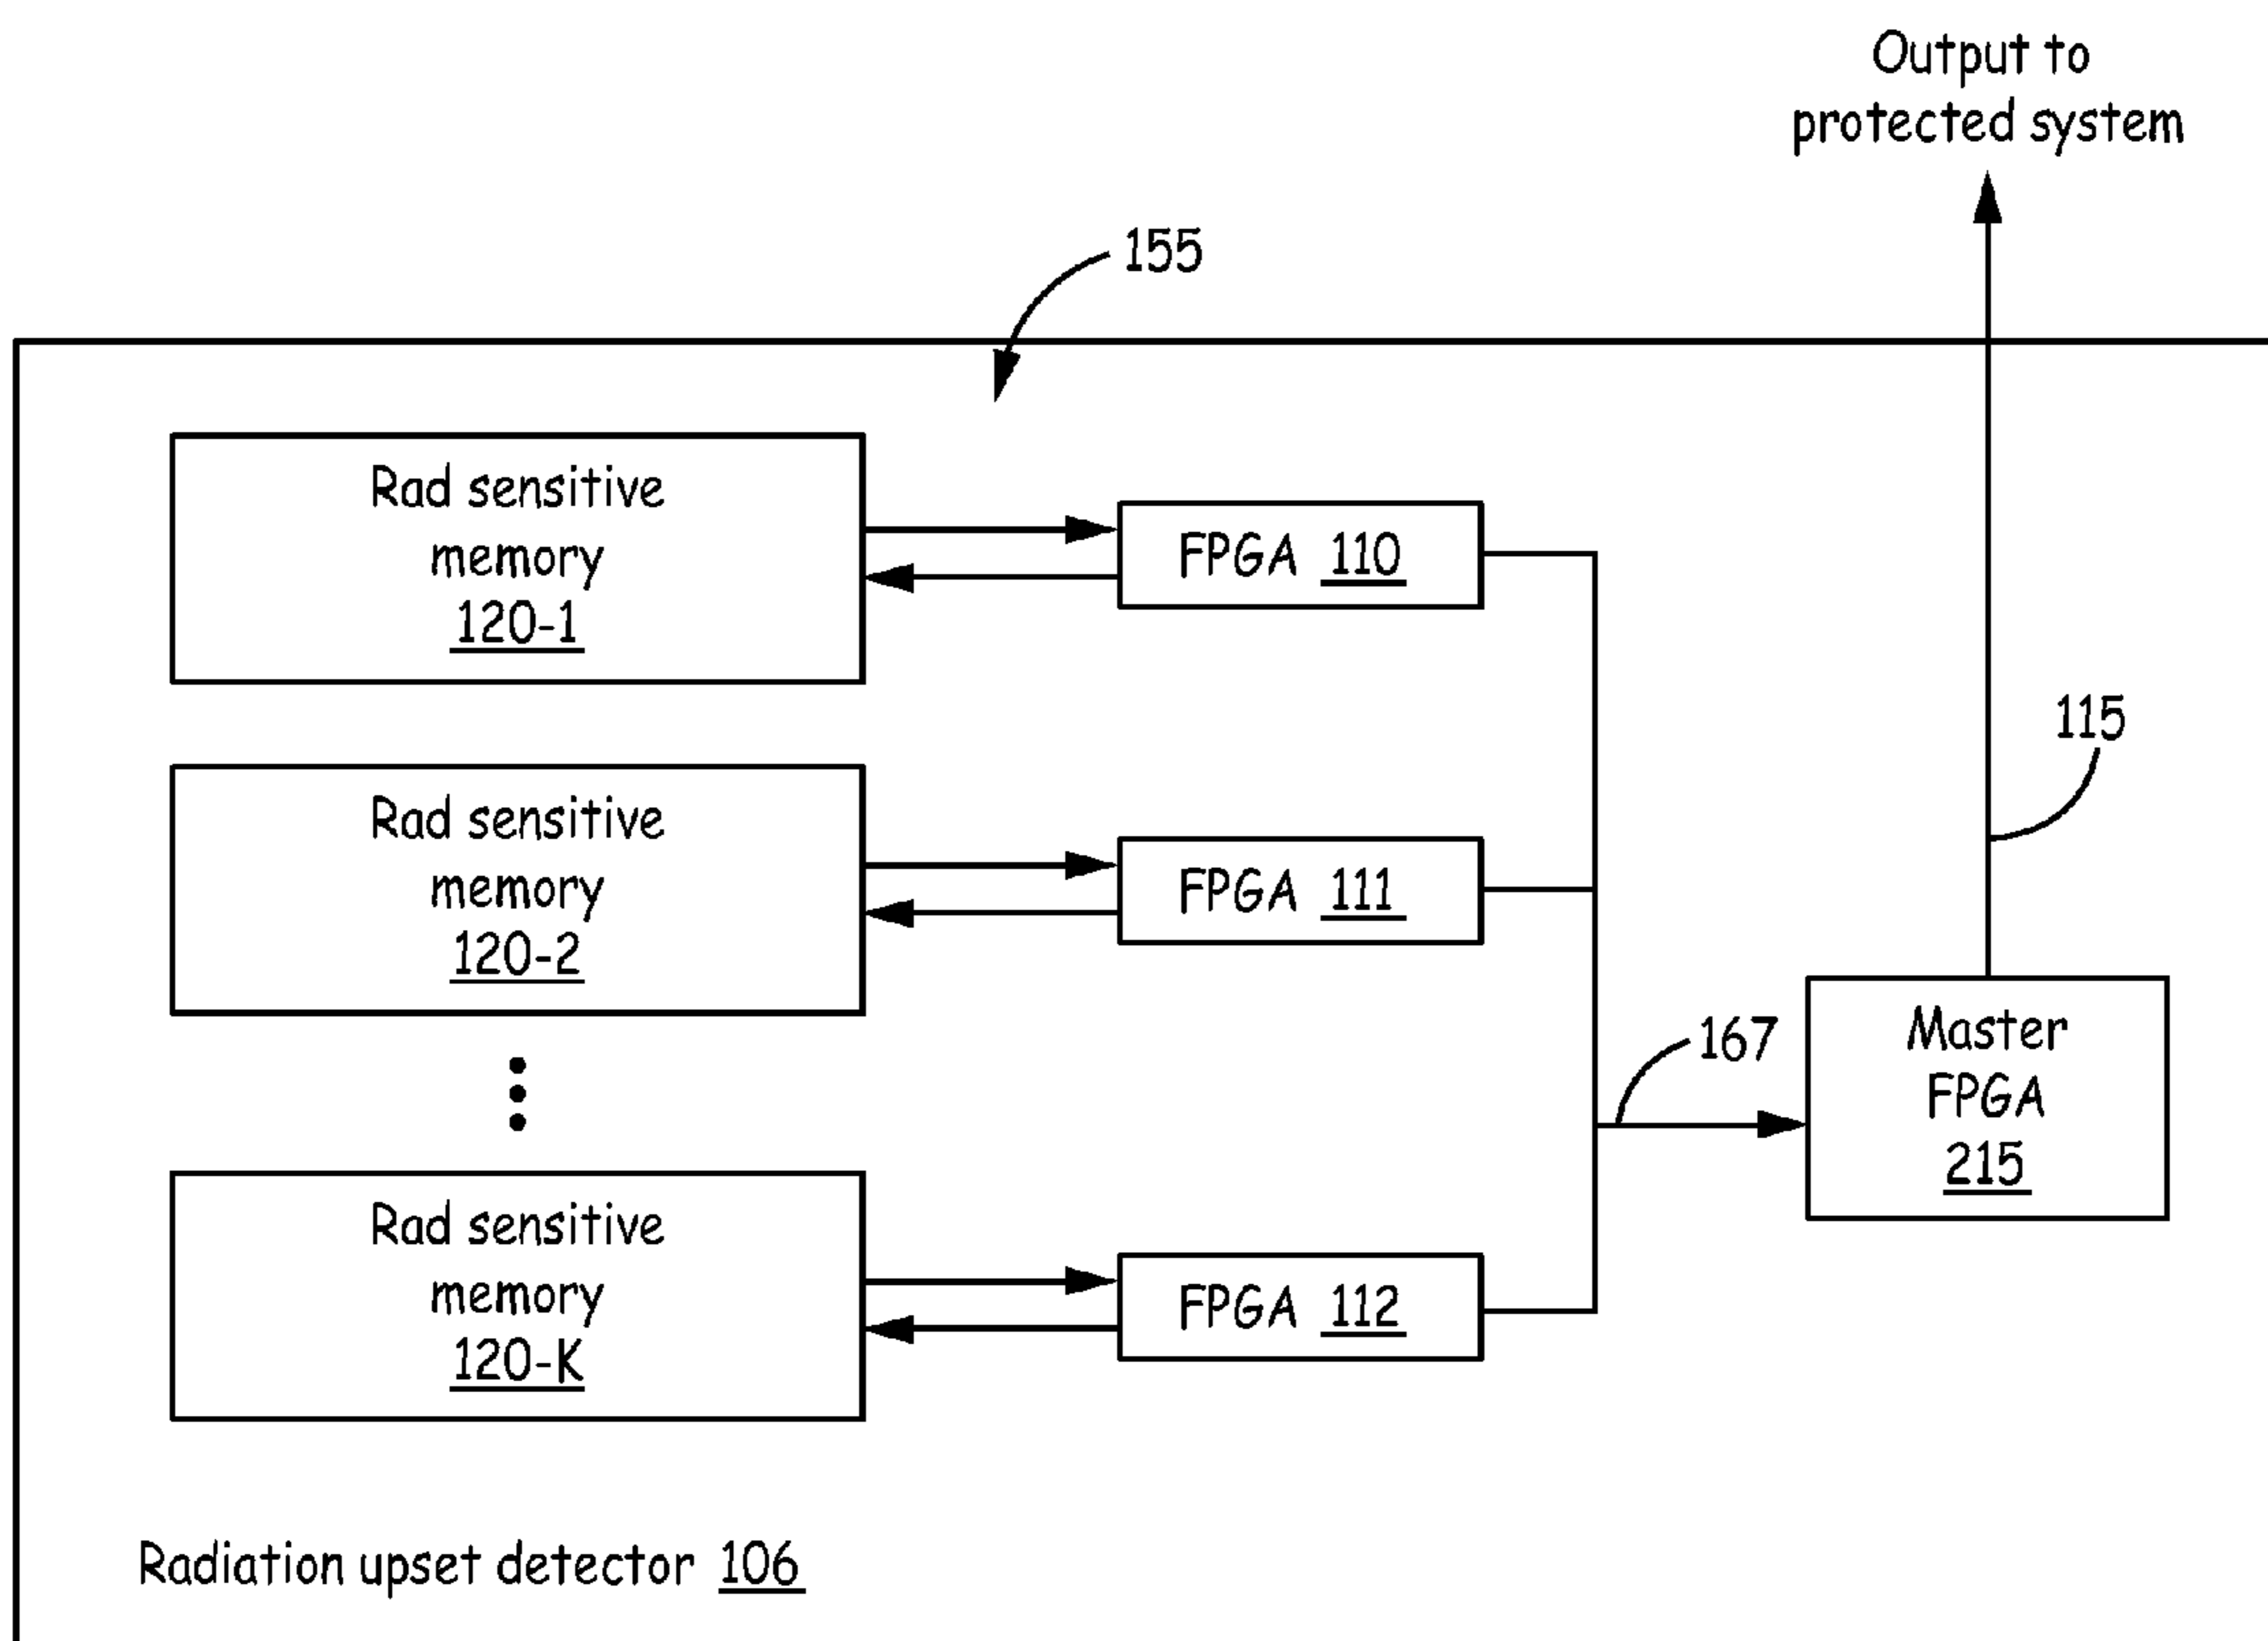 Output to
protected system
155
Rad sensitive
memory
120-1
FPGA 110
115
Rad sensitive
memory
120-2
FPGA 111
167
Master
FPGA
215
Rad sensitive
memory
120-K
FPGA 112
Radiation upset detector 106